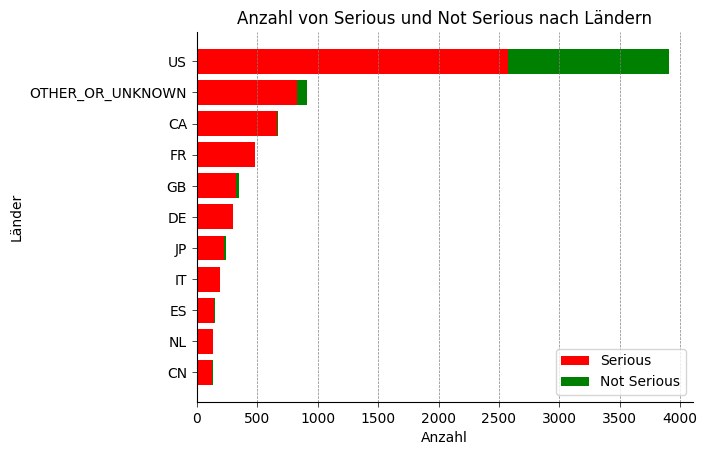 Anzahl von Serious und Not Serious nach Ländern
US
OTHER_OR_UNKNOWN
CA
FR
GB
DE
JP
IT
ES
NL
CN
Länder
0 500 1000 1500 2000 2500 3000 3500 4000
Anzahl
Serious
Not Serious